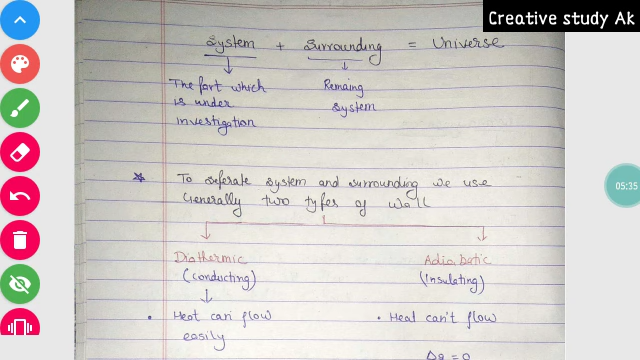 Creative study Ak
System + Surrounding = Universe
The part which Remaing
is under system
investigation
* To seperate system and surrounding we use
Generally two types of wall
Diathermic Adiabetic
(conducting) (insulating)
• Heat can flow • Heat can't flow
easily
Δq = 0
05:35